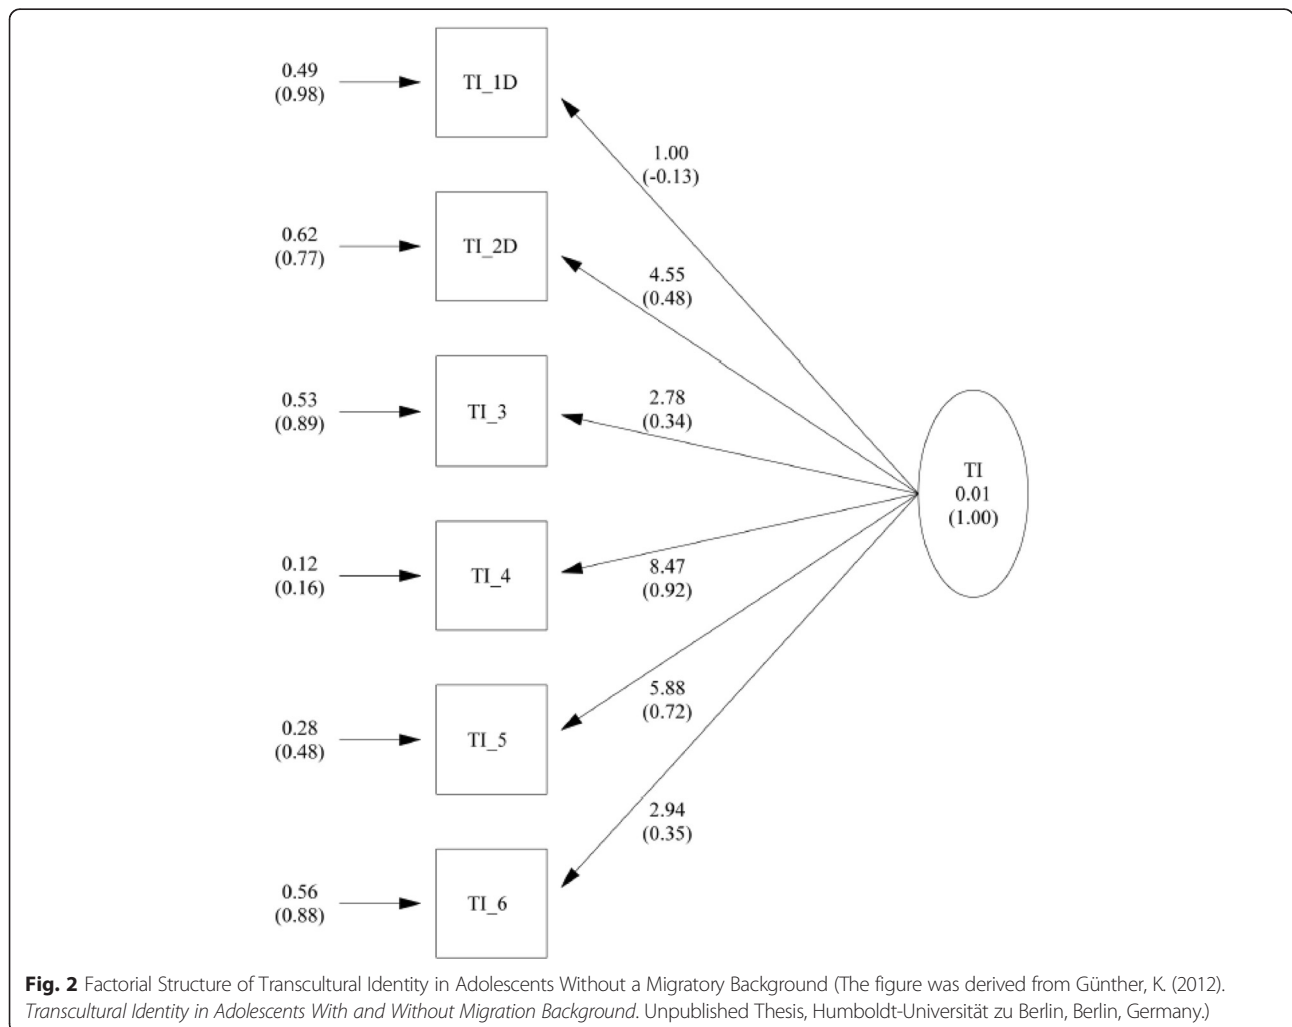 0.49
(0.98)
TI_1D
1.00
(-0.13)
0.62
(0.77)
TI_2D
4.55
(0.48)
0.53
(0.89)
TI_3
2.78
(0.34)
TI
0.01
(1.00)
0.12
(0.16)
TI_4
8.47
(0.92)
0.28
(0.48)
TI_5
5.88
(0.72)
2.94
(0.35)
0.56
(0.88)
TI_6
Fig. 2 Factorial Structure of Transcultural Identity in Adolescents Without a Migratory Background (The figure was derived from Günther, K. (2012).
Transcultural Identity in Adolescents With and Without Migration Background. Unpublished Thesis, Humboldt-Universität zu Berlin, Berlin, Germany.)